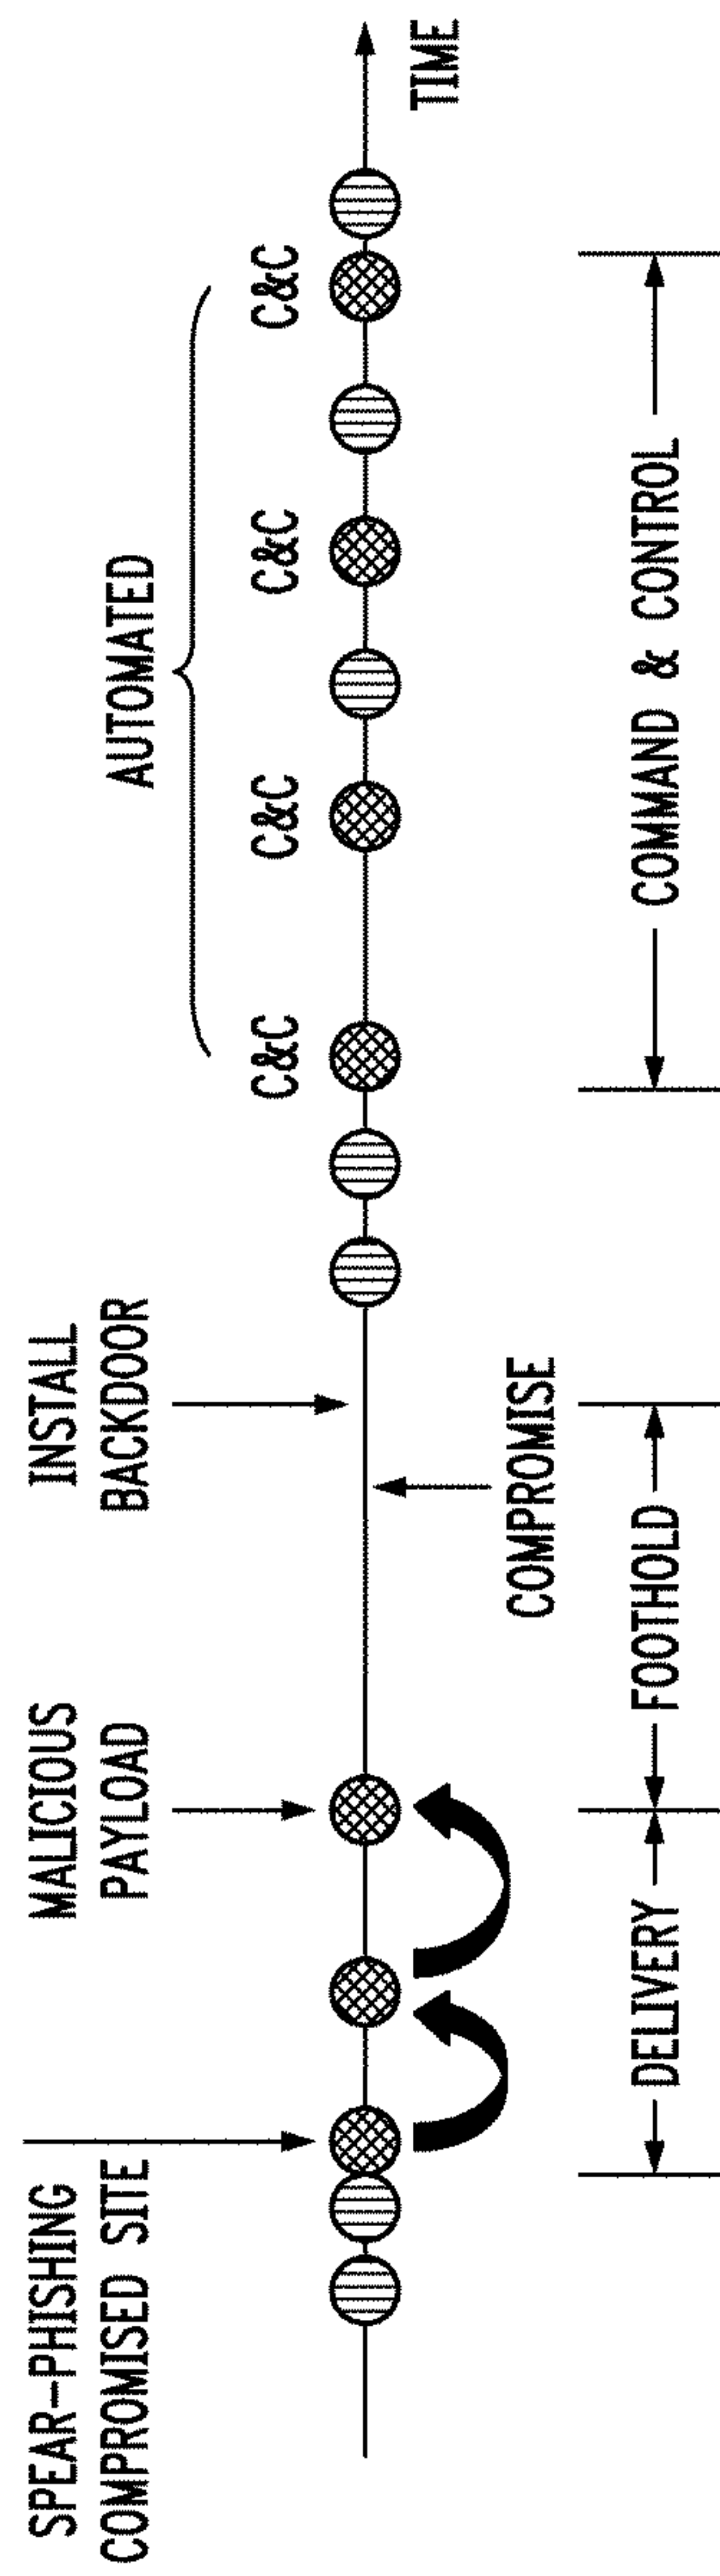 SPEAR-PHISHING
COMPROMISED SITE
MALICIOUS
PAYLOAD
INSTALL
BACKDOOR
AUTOMATED
C&C
C&C
C&C
C&C
TIME
COMPROMISE
DELIVERY
FOOTHOLD
COMMAND & CONTROL